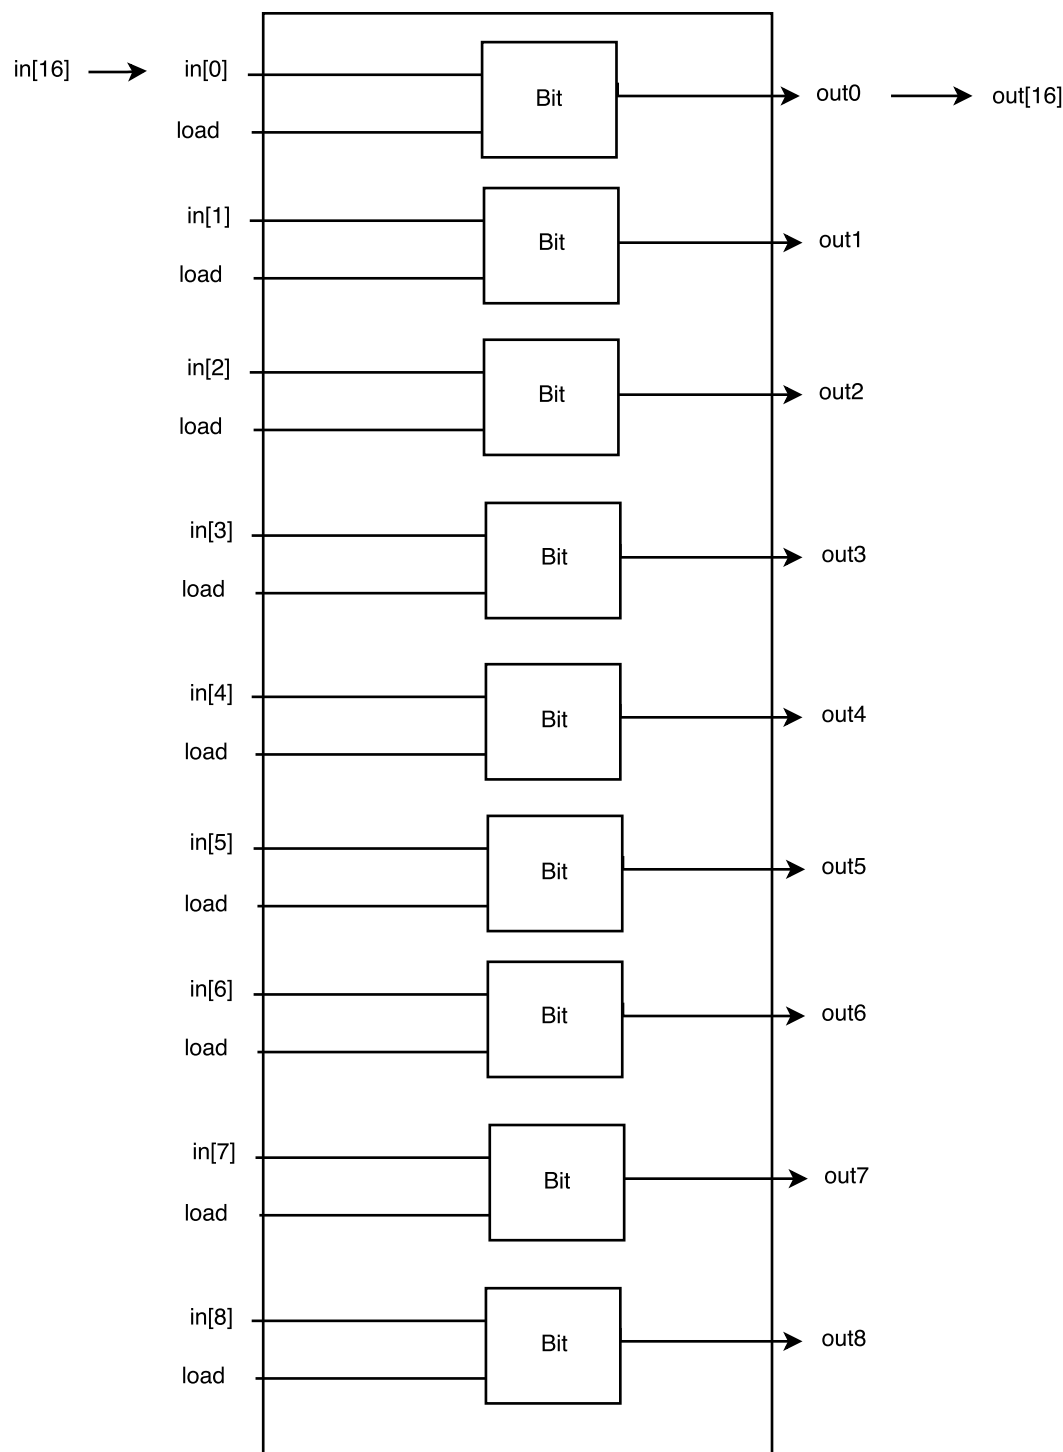 in[16] in[0] Bit out0 out[16]
load
in[1] Bit out1
load
in[2] Bit out2
load
in[3] Bit out3
load
in[4] Bit out4
load
in[5] Bit out5
load
in[6] Bit out6
load
in[7] Bit out7
load
in[8] Bit out8
load